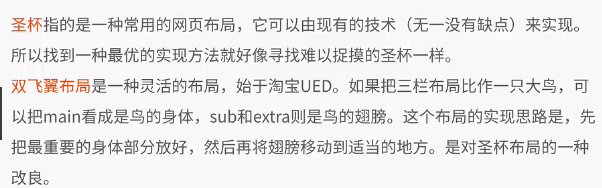 圣杯指的是一种常用的网页布局，它可以由现有的技术（无一没有缺点）来实现。
所以找到一种最优的实现方法就好像寻找难以捉摸的圣杯一样。
双飞翼布局是一种灵活的布局，始于淘宝UED。如果把三栏布局比作一只大鸟，可
以把main看成是鸟的身体，sub和extra则是鸟的翅膀。这个布局的实现思路是，先
把最重要的身体部分放好，然后再将翅膀移动到适当的地方。是对圣杯布局的一种
改良。